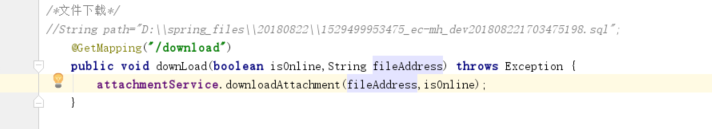 /*文件下载*/
//String path="D:\\spring_files\\20180822\\1529499953475_ec-mh_dev201808221703475198.sql";
@GetMapping("/download")
public void downLoad(boolean isOnline,String fileAddress) throws Exception {
attachmentService.downloadAttachment(fileAddress,isOnline);
}